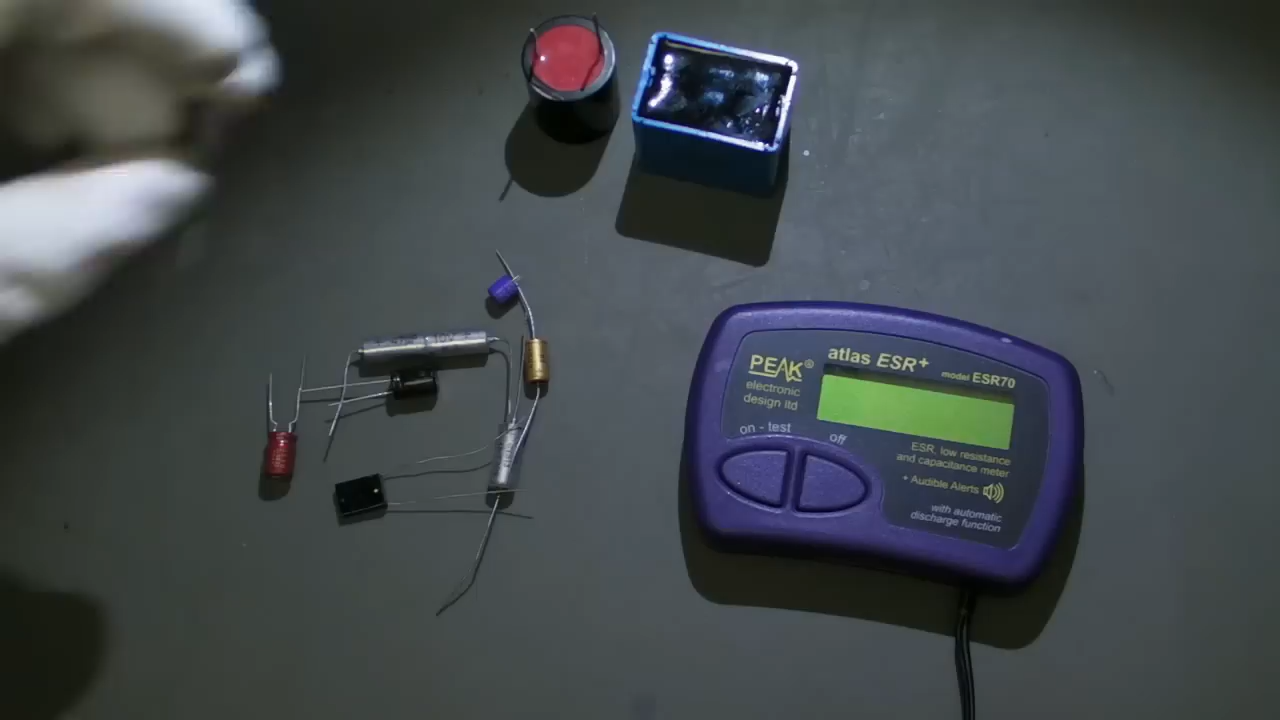 PEAK®
electronic
design ltd
atlas ESR+
model ESR70
on - test
off
ESR, low resistance
and capacitance meter
+ Audible Alerts
with automatic
discharge function